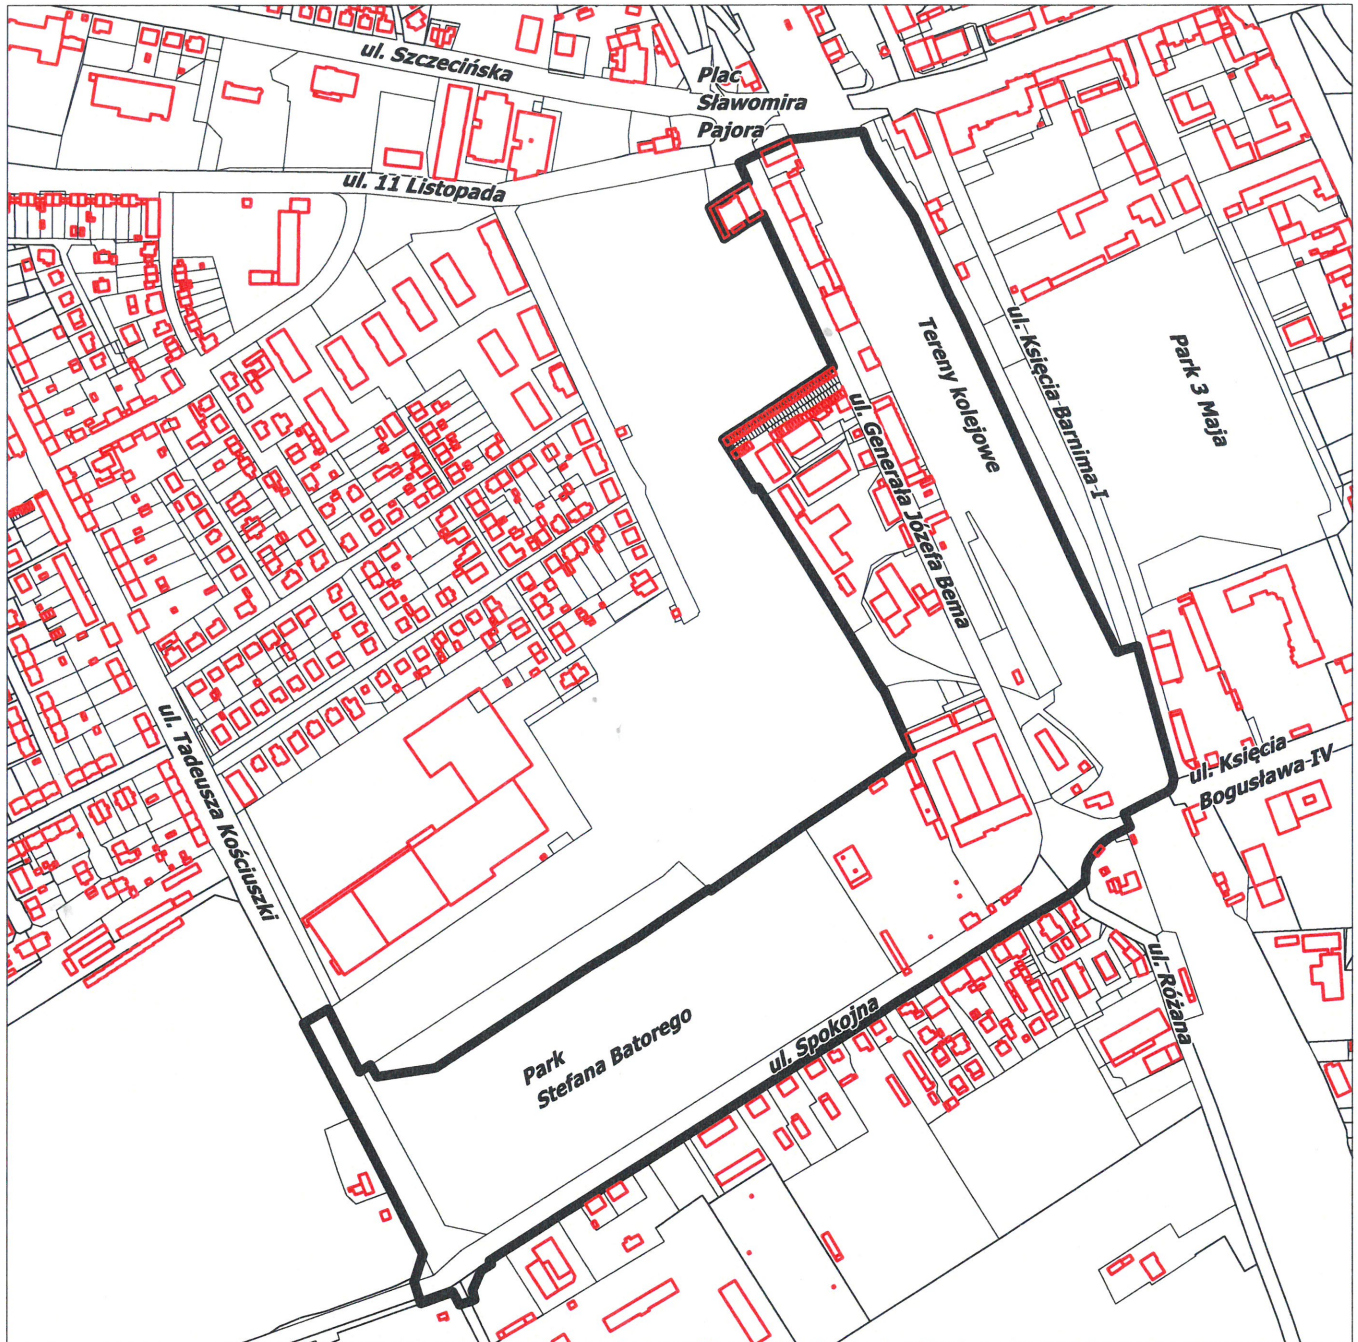 ul. Szczecińska
Plac
Sławomira
Pajora
ul. 11 Listopada
Tereny kolejowe
ul. Księcia Barnima I
Park 3 Maja
ul. Generała Józefa Bema
ul. Tadeusza Kościuszki
ul. Księcia
Bogusława IV
ul. Różana
ul. Spokojna
Park
Stefana Batorego